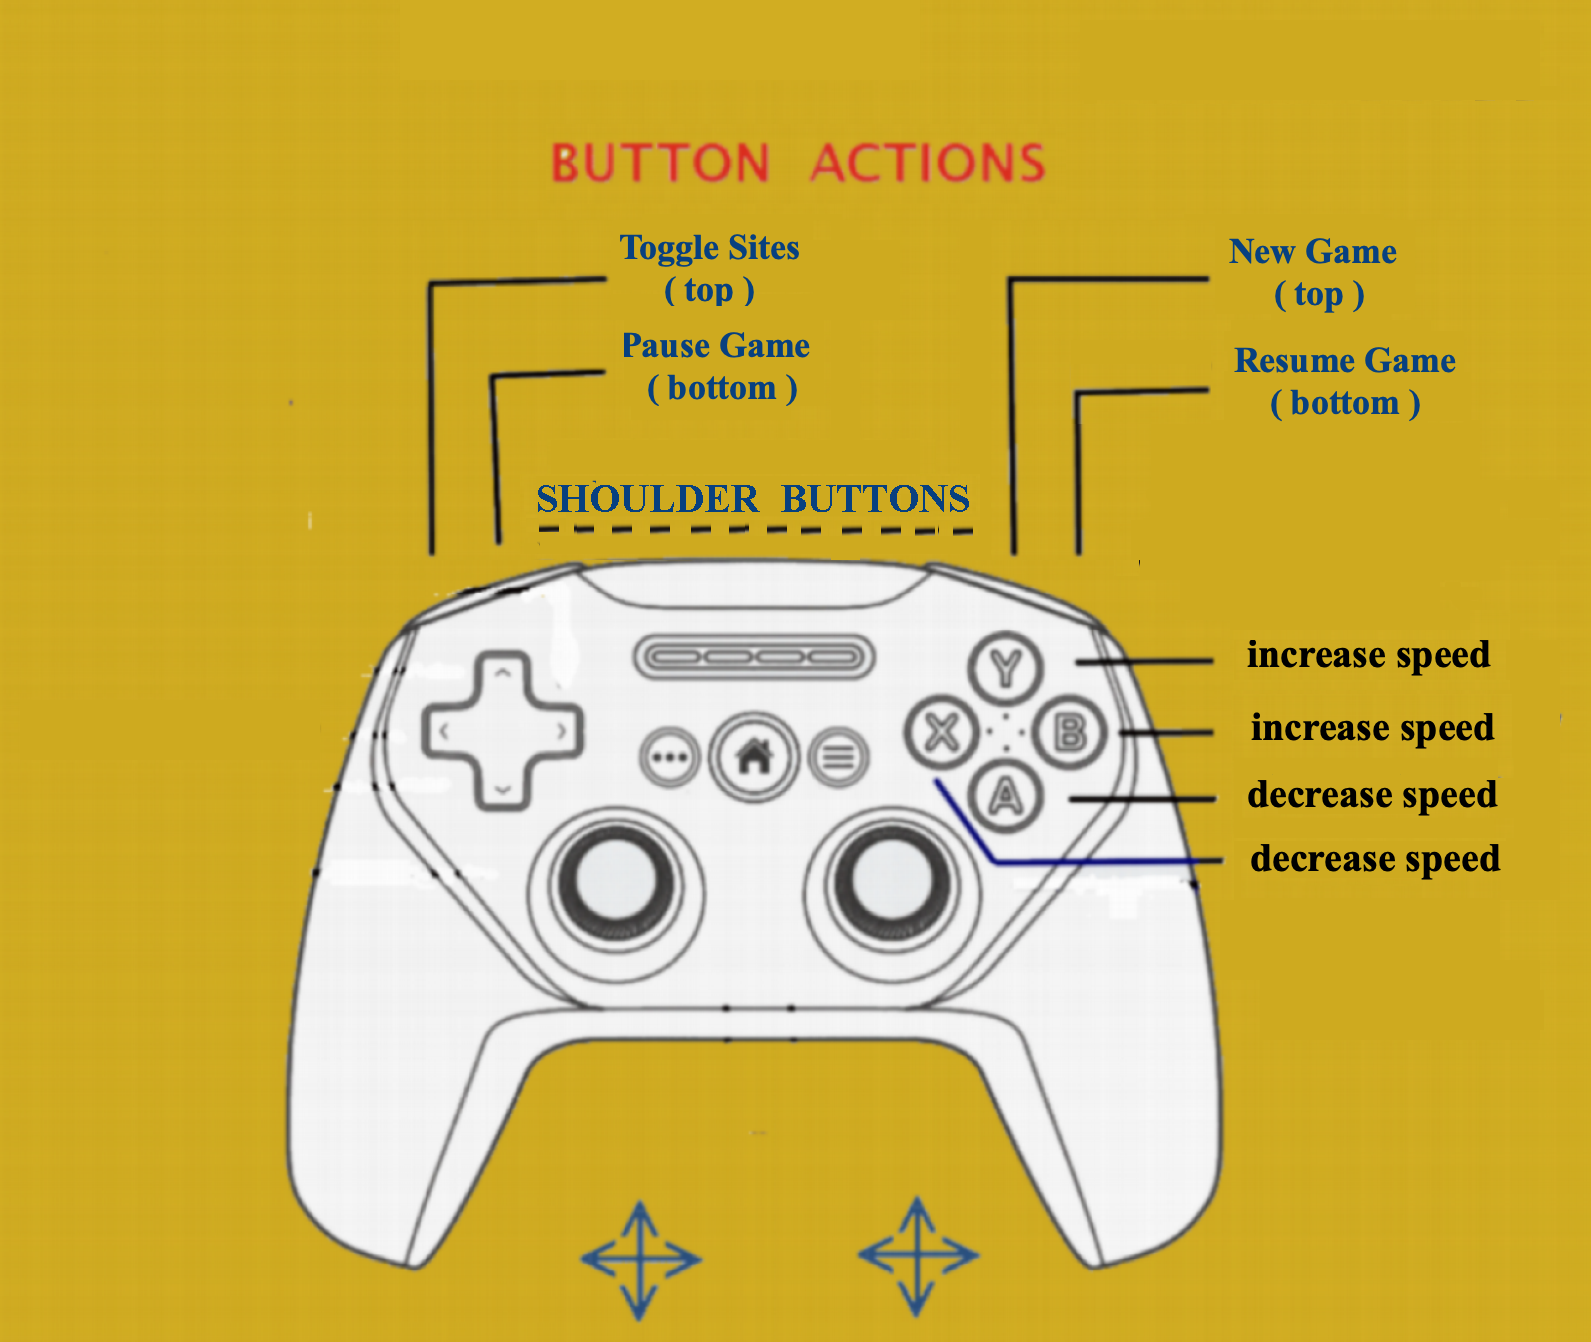 BUTTON ACTIONS
Toggle Sites
( top )
New Game
( top )
Pause Game
( bottom )
Resume Game
( bottom )
SHOULDER BUTTONS
Y
increase speed
X
B
increase speed
A
decrease speed
decrease speed